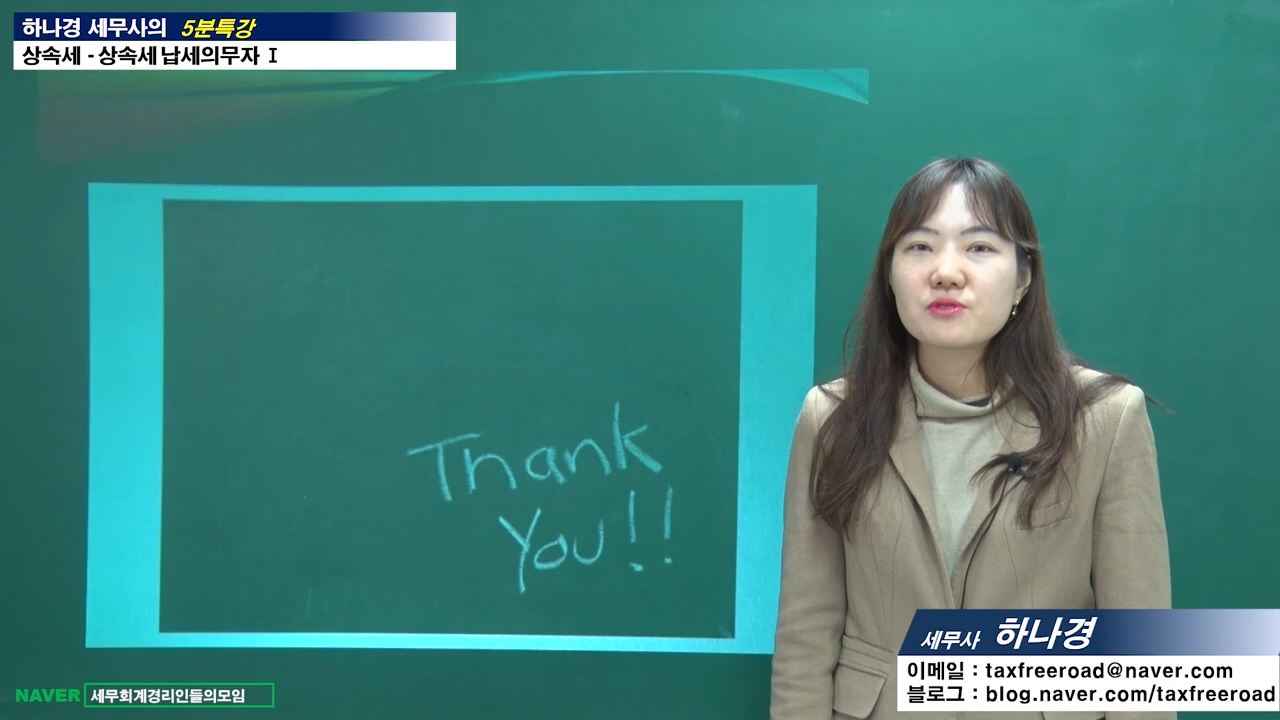 하나경 세무사의 5분특강
상속세 - 상속세 납세의무자 Ⅰ
Thank
You!!
세무사 하나경
이메일 : taxfreeroad@naver.com
블로그 : blog.naver.com/taxfreeroad
NAVER 세무회계경리인들의모임